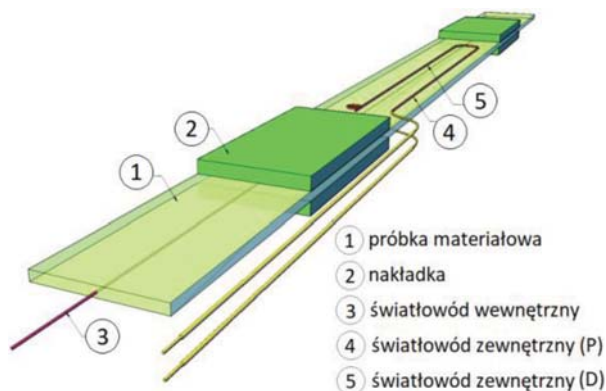 2
1
5
4
3
1 próbka materiałowa
2 nakładka
3 światłowód wewnętrzny
4 światłowód zewnętrzny (P)
5 światłowód zewnętrzny (D)